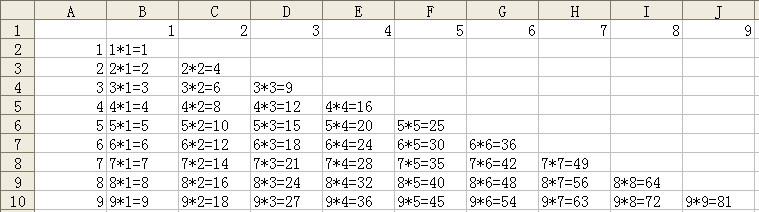 A B C D E F G H I J
1 1 2 3 4 5 6 7 8 9
2 1 1*1=1
3 2 2*1=2 2*2=4
4 3 3*1=3 3*2=6 3*3=9
5 4 4*1=4 4*2=8 4*3=12 4*4=16
6 5 5*1=5 5*2=10 5*3=15 5*4=20 5*5=25
7 6 6*1=6 6*2=12 6*3=18 6*4=24 6*5=30 6*6=36
8 7 7*1=7 7*2=14 7*3=21 7*4=28 7*5=35 7*6=42 7*7=49
9 8 8*1=8 8*2=16 8*3=24 8*4=32 8*5=40 8*6=48 8*7=56 8*8=64
10 9 9*1=9 9*2=18 9*3=27 9*4=36 9*5=45 9*6=54 9*7=63 9*8=72 9*9=81